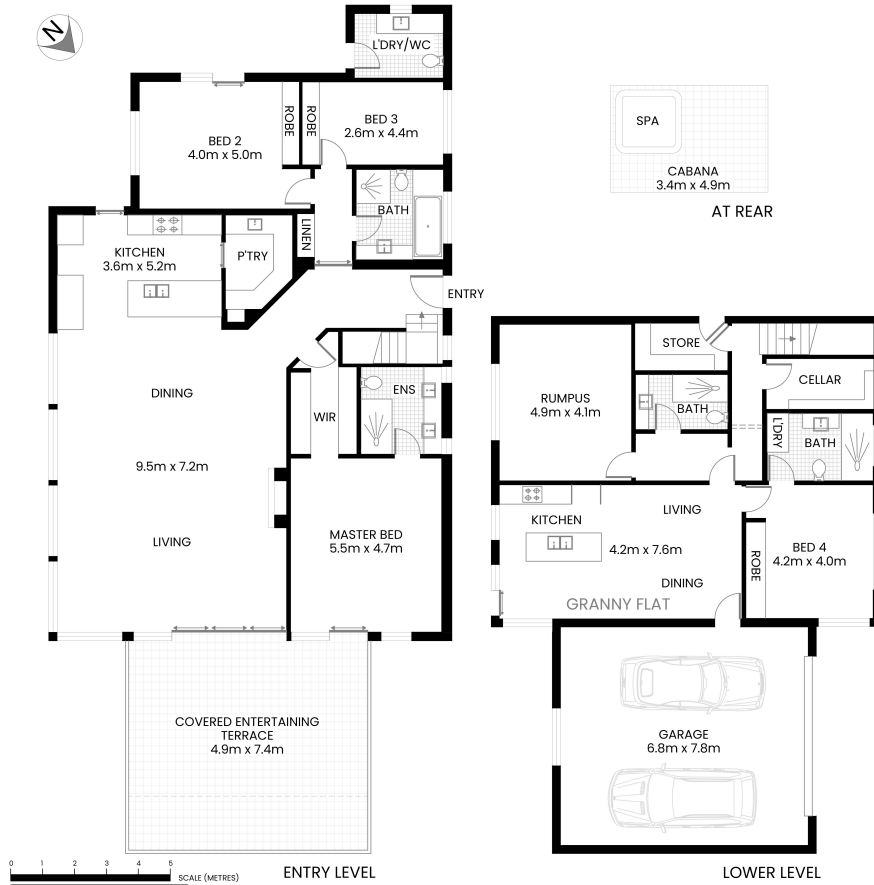 N
L'DRY/WC
BED 2
4.0m x 5.0m
ROBE
ROBE
BED 3
2.6m x 4.4m
BATH
LINEN
KITCHEN
3.6m x 5.2m
P'TRY
ENTRY
DINING
9.5m x 7.2m
LIVING
WIR
ENS
MASTER BED
5.5m x 4.7m
COVERED ENTERTAINING
TERRACE
4.9m x 7.4m
0 1 2 3 4 5
SCALE (METRES)
ENTRY LEVEL
SPA
CABANA
3.4m x 4.9m
AT REAR
STORE
RUMPUS
4.9m x 4.1m
BATH
CELLAR
L'DRY
BATH
KITCHEN
LIVING
4.2m x 7.6m
DINING
GRANNY FLAT
ROBE
BED 4
4.2m x 4.0m
GARAGE
6.8m x 7.8m
LOWER LEVEL